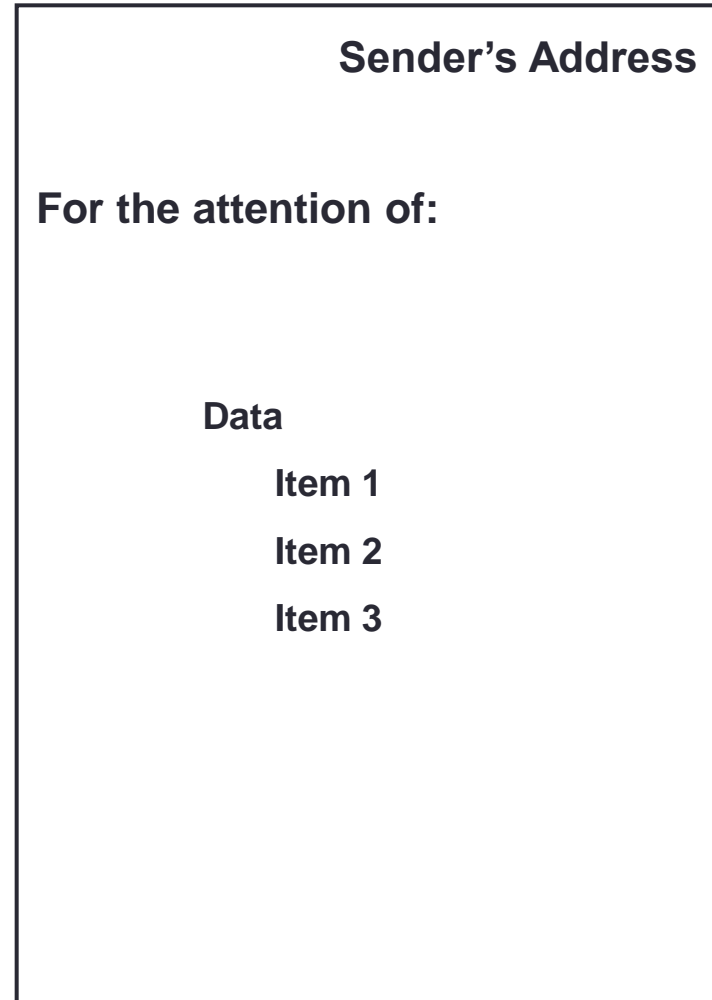 Sender’s Address
For the attention of:
Data
Item 1
Item 2
Item 3